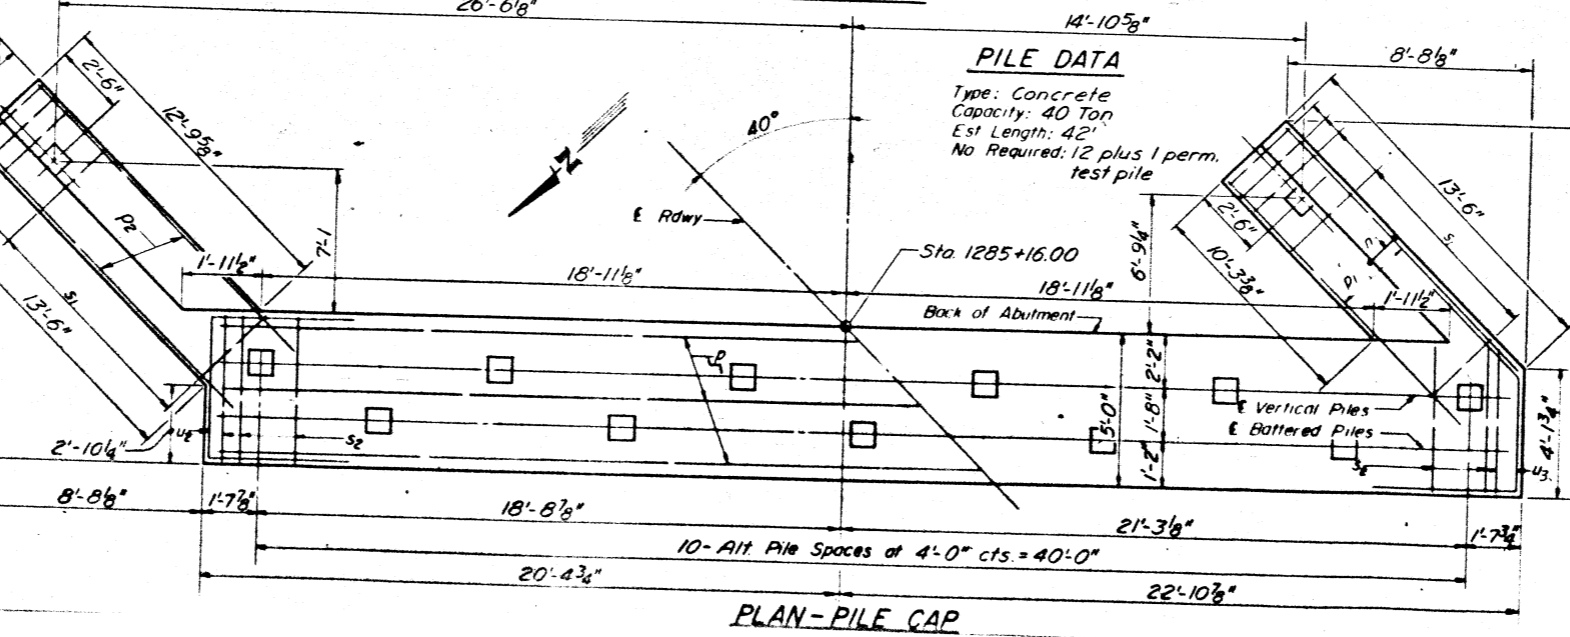 26'-6⅛"
14'-10⅝"
8'-8⅛"
PILE DATA
Type: Concrete
Capacity: 40 Ton
Est Length: 42'
No Required: 12 plus 1 perm.
test pile
2'-6"
12'-9⅝"
40°
N
℄ Rdwy
P2
7'-1
1'-11½"
18'-11⅛"
S1
13'-6"
Sta. 1285+16.00
18'-11⅛"
Back of Abutment
6'-9¼"
2'-6"
10'-3⅜"
13'-6"
S1
1'-11½"
P1
5'-0"
2'-2"
1'-8"
1'-2"
℄ Vertical Piles
℄ Battered Piles
2'-10¼"
U2
S2
S2
U3
4'-1¾"
8'-8⅛"
1'-7⅞"
18'-8⅞"
21'-3⅛"
1'-7¾"
10-Alt. Pile Spaces at 4'-0" cts. = 40'-0"
20'-4¾"
22'-10⅞"
PLAN-PILE CAP